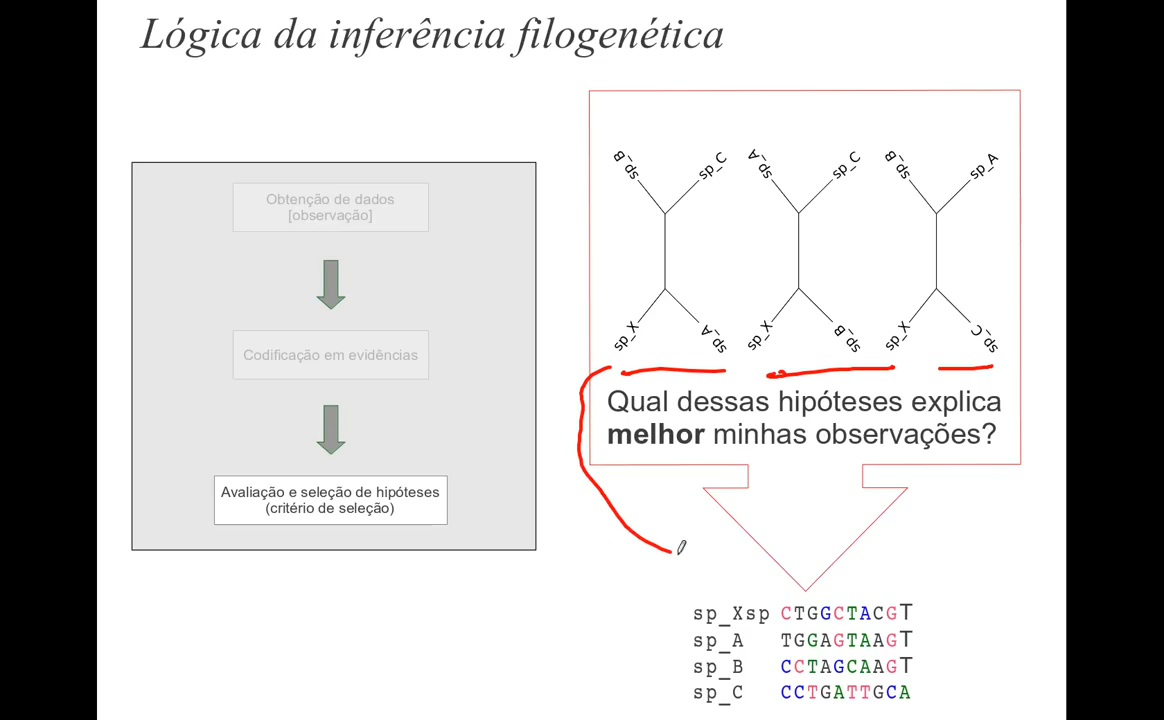 Lógica da inferência filogenética
Obtenção de dados
[observação]
Codificação em evidências
Avaliação e seleção de hipóteses
(critério de seleção)
sp_B sp_C sp_A sp_C sp_B sp_A
sp_X sp_A sp_X sp_B sp_X sp_C
Qual dessas hipóteses explica
melhor minhas observações?
sp_Xsp CTGGCTACGT
sp_A TGGAGTAAGT
sp_B CCTAGCAAGT
sp_C CCTGATTGCA